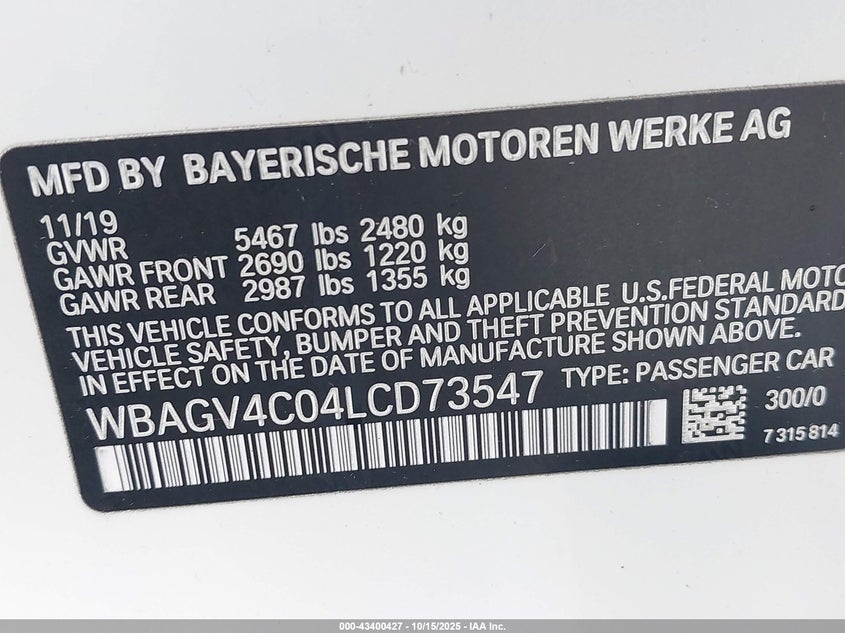 MFD BY BAYERISCHE MOTOREN WERKE AG
11/19
GVWR 5467 lbs 2480 kg
GAWR FRONT 2690 lbs 1220 kg
GAWR REAR 2987 lbs 1355 kg
THIS VEHICLE CONFORMS TO ALL APPLICABLE U.S.FEDERAL MOTO
VEHICLE SAFETY, BUMPER AND THEFT PREVENTION STANDARD
IN EFFECT ON THE DATE OF MANUFACTURE SHOWN ABOVE.
WBAGV4C04LCD73547 TYPE: PASSENGER CAR
300/0
7315814
000-43400427 - 10/15/2025 - IAA Inc.